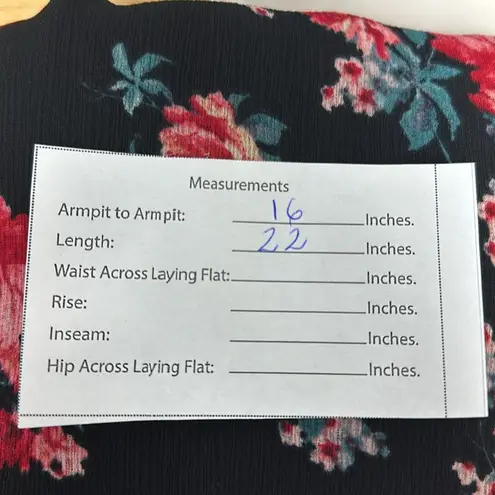 Measurements
Armpit to Armpit: 16 Inches.
Length: 22 Inches.
Waist Across Laying Flat: Inches.
Rise: Inches.
Inseam: Inches.
Hip Across Laying Flat: Inches.